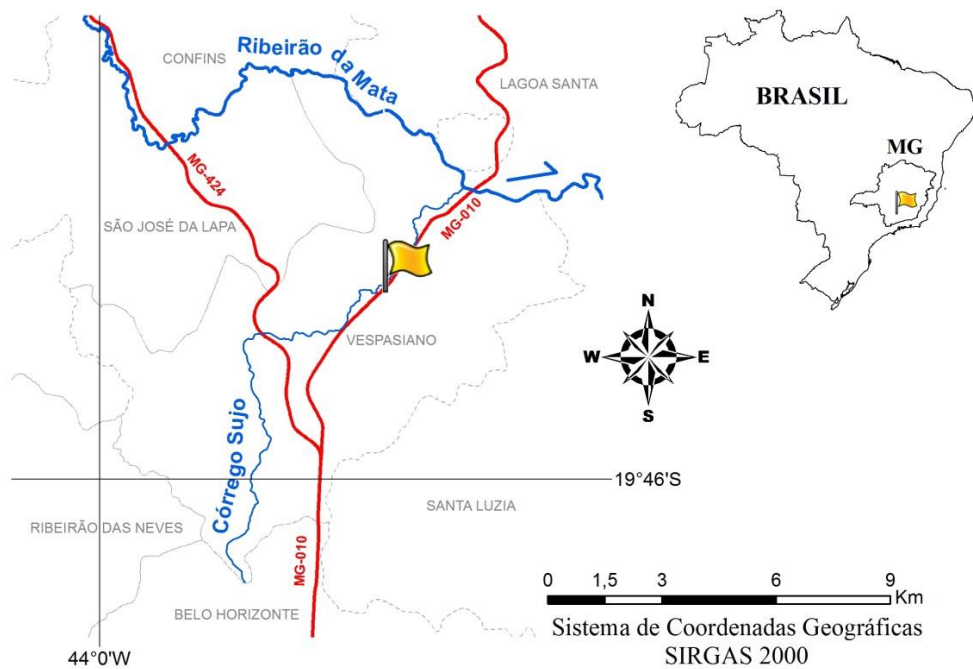 CONFINS
Ribeirão da Mata
LAGOA SANTA
BRASIL
MG
MG-424
MG-010
SÃO JOSÉ DA LAPA
VESPASIANO
N
W
E
S
Córrego Sujo
19°46'S
SANTA LUZIA
RIBEIRÃO DAS NEVES
MG-010
BELO HORIZONTE
0 1,5 3 6 9
Km
Sistema de Coordenadas Geográficas
SIRGAS 2000
44°0'W